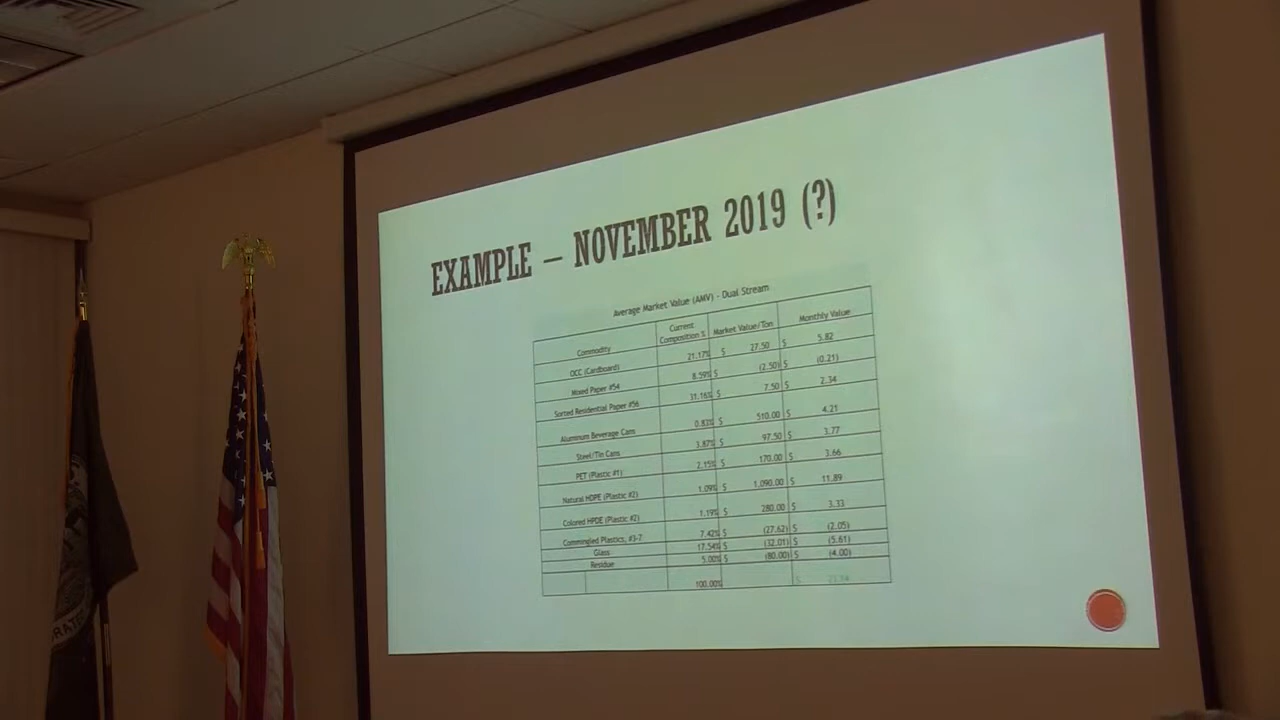 EXAMPLE – NOVEMBER 2019 (?)
Average Market Value (AMV) - Dual Stream
Commodity Current Composition % Market Value/Ton Monthly Value
OCC (Cardboard) 21.17% $ 27.50 $ 5.82
Mixed Paper #54 8.59% $ (2.50) $ (0.21)
Sorted Residential Paper #56 31.16% $ 7.50 $ 2.34
Aluminum Beverage Cans 0.83% $ 510.00 $ 4.21
Steel/Tin Cans 3.87% $ 97.50 $ 3.77
PET (Plastic #1) 2.15% $ 170.00 $ 3.66
Natural HDPE (Plastic #2) 1.09% $ 1,090.00 $ 11.89
Colored HPDE (Plastic #2) 1.19% $ 280.00 $ 3.33
Commingled Plastics, #3-7 7.42% $ (27.62) $ (2.05)
Glass 17.54% $ (32.01) $ (5.61)
Residue 5.00% $ (80.00) $ (4.00)
100.00% $